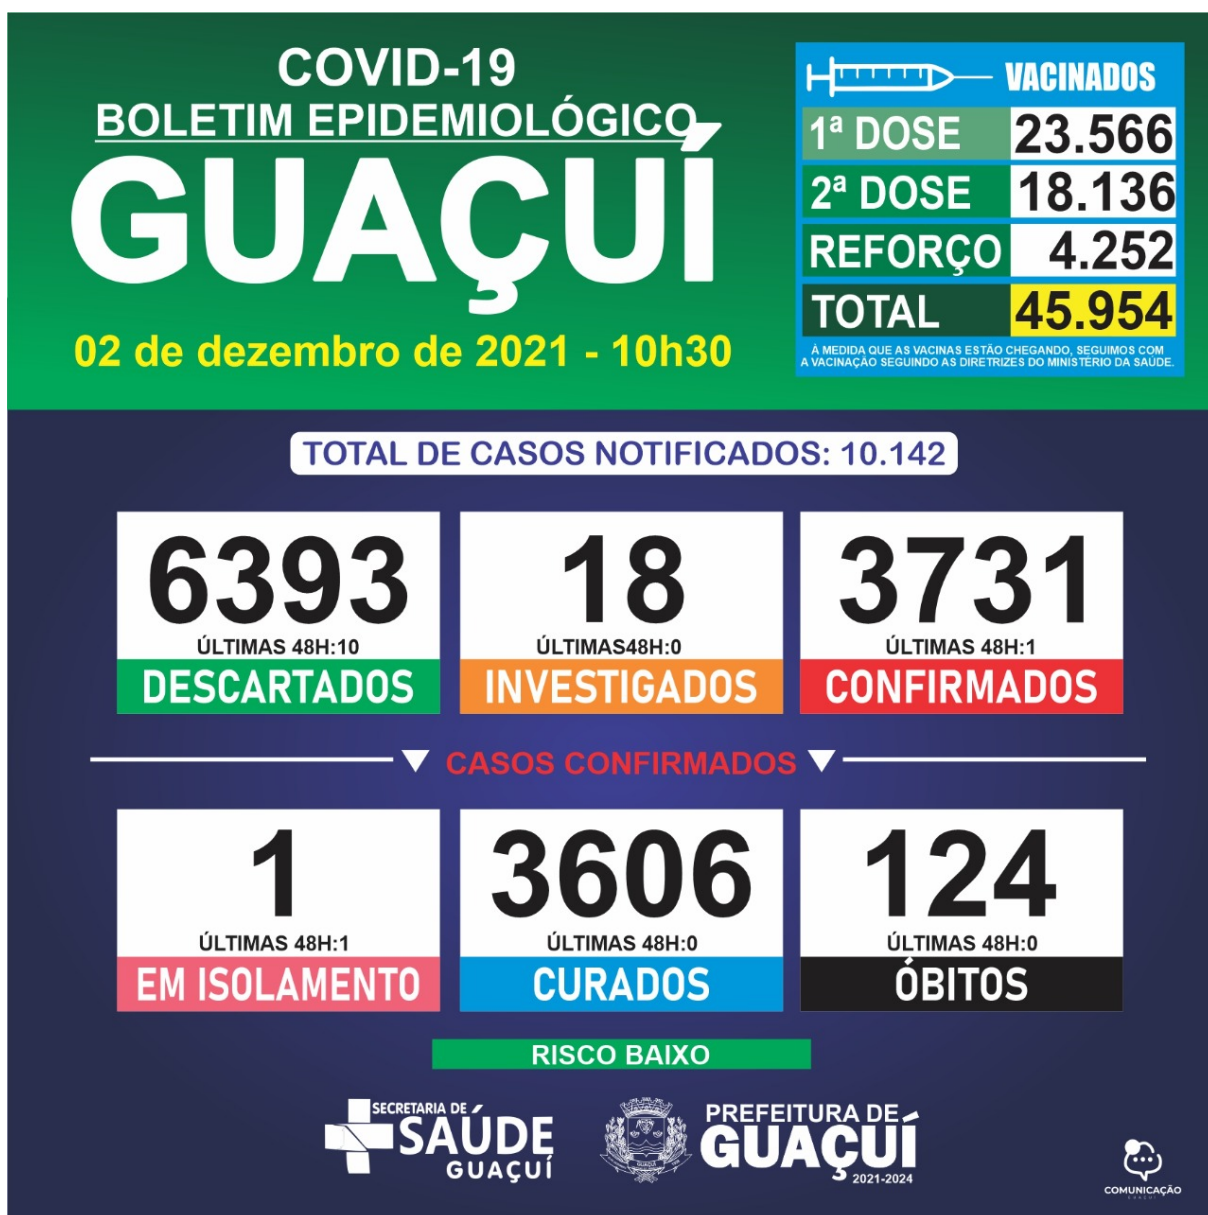 COVID-19
BOLETIM EPIDEMIOLÓGICO
GUAÇUÍ
02 de dezembro de 2021 - 10h30
VACINADOS
1ª DOSE 23.566
2ª DOSE 18.136
REFORÇO 4.252
TOTAL 45.954
À MEDIDA QUE AS VACINAS ESTÃO CHEGANDO, SEGUIMOS COM
A VACINAÇÃO SEGUINDO AS DIRETRIZES DO MINISTÉRIO DA SAÚDE.
TOTAL DE CASOS NOTIFICADOS: 10.142
6393
ÚLTIMAS 48H:10
DESCARTADOS
18
ÚLTIMAS48H:0
INVESTIGADOS
3731
ÚLTIMAS 48H:1
CONFIRMADOS
CASOS CONFIRMADOS
1
ÚLTIMAS 48H:1
EM ISOLAMENTO
3606
ÚLTIMAS 48H:0
CURADOS
124
ÚLTIMAS 48H:0
ÓBITOS
RISCO BAIXO
SECRETARIA DE
SAÚDE
GUAÇUÍ
PREFEITURA DE
GUAÇUÍ
2021-2024
COMUNICAÇÃO